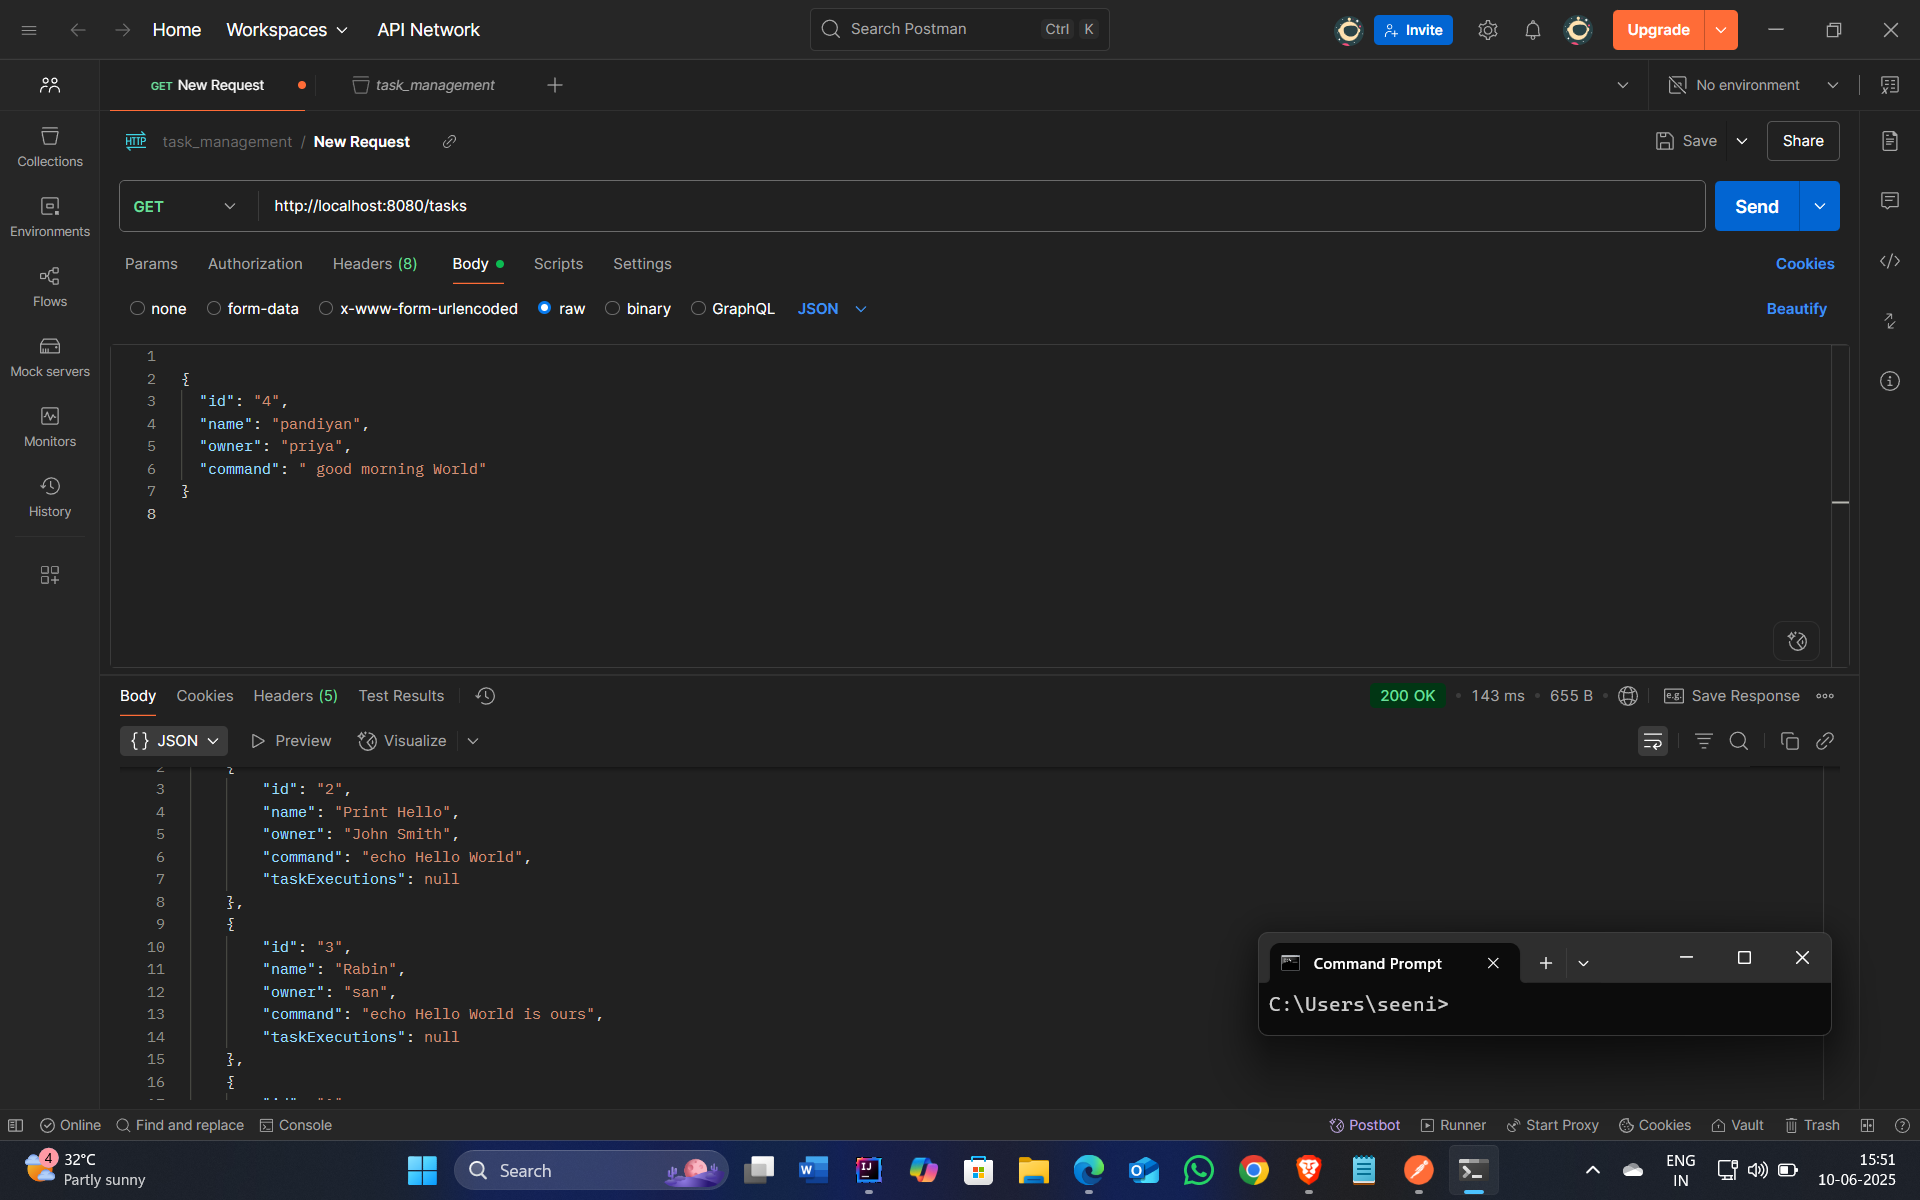 Home Workspaces API Network Search Postman Ctrl K Invite Upgrade
GET New Request task_management No environment
HTTP task_management / New Request Save Share
GET http://localhost:8080/tasks Send
Params Authorization Headers (8) Body Scripts Settings Cookies
none form-data x-www-form-urlencoded raw binary GraphQL JSON Beautify
Collections
Environments
Flows
Mock servers
Monitors
History
1
2 {
3 "id": "4",
4 "name": "pandiyan",
5 "owner": "priya",
6 "command": " good morning World"
7 }
8
Body Cookies Headers (5) Test Results 200 OK 143 ms 655 B e.g. Save Response
{} JSON Preview Visualize
2 {
3 "id": "2",
4 "name": "Print Hello",
5 "owner": "John Smith",
6 "command": "echo Hello World",
7 "taskExecutions": null
8 },
9 {
10 "id": "3",
11 "name": "Rabin",
12 "owner": "san",
13 "command": "echo Hello World is ours",
14 "taskExecutions": null
15 },
16 {
Command Prompt
C:\Users\seeni>
Online Find and replace Console Postbot Runner Start Proxy Cookies Vault Trash
4 32°C
Partly sunny
Search
ENG
IN
15:51
10-06-2025